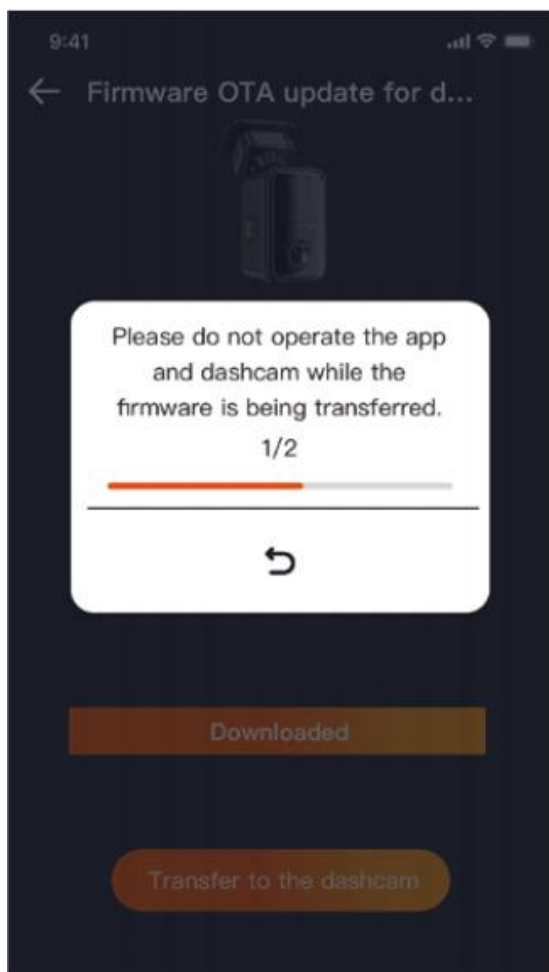 9:41
Firmware OTA update for d...
Please do not operate the app
and dashcam while the
firmware is being transferred.
1/2
Downloaded
Transfer to the dashcam